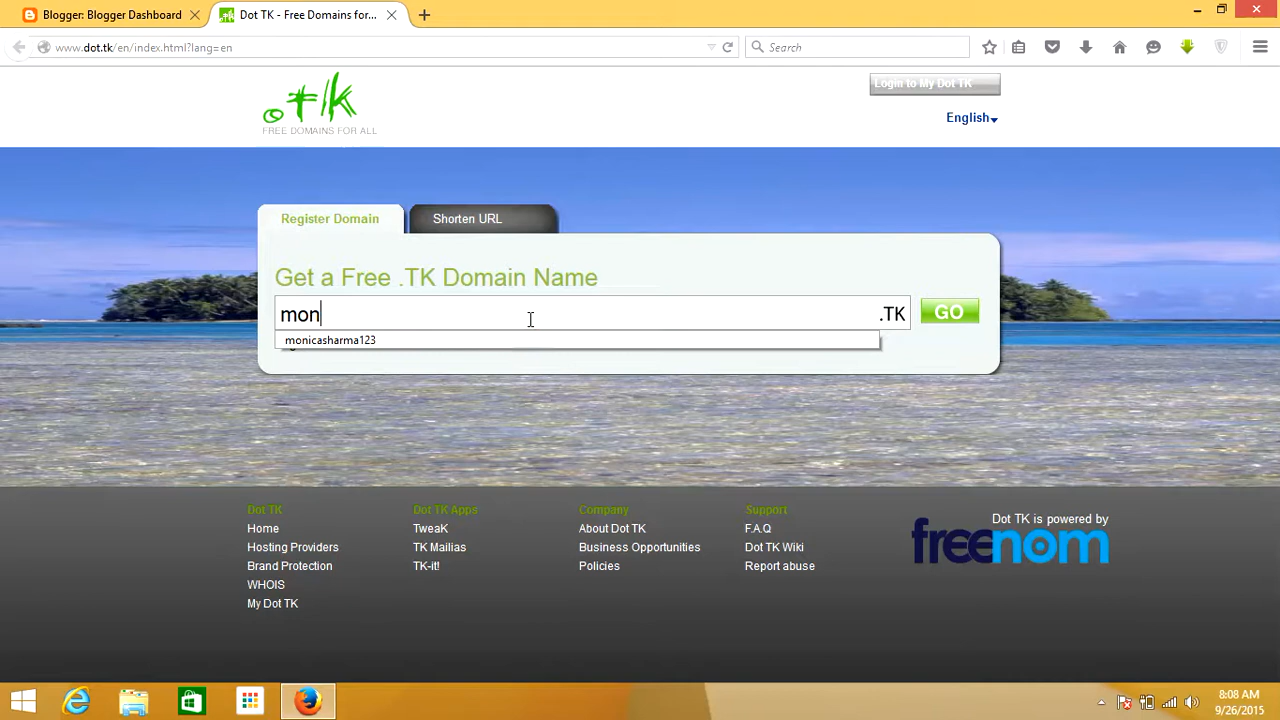 Blogger: Blogger Dashboard
Dot TK - Free Domains for...
www.dot.tk/en/index.html?lang=en
Search
.TK
FREE DOMAINS FOR ALL
Login to My Dot TK
English
Register Domain
Shorten URL
Get a Free .TK Domain Name
mon
.TK
GO
monicasharma123
Dot TK
Home
Hosting Providers
Brand Protection
WHOIS
My Dot TK
Dot TK Apps
TweaK
TK Mailias
TK-it!
Company
About Dot TK
Business Opportunities
Policies
Support
F.A.Q
Dot TK Wiki
Report abuse
Dot TK is powered by
freenom
8:08 AM
9/26/2015